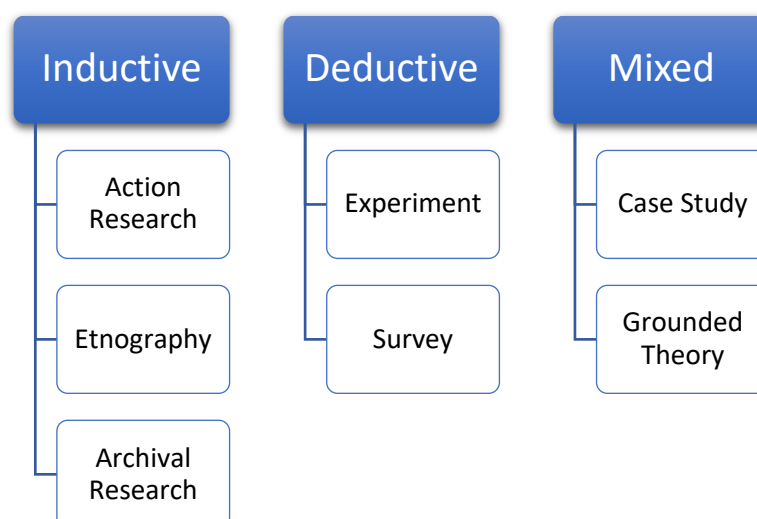 Inductive
Action
Research
Etnography
Archival
Research
Deductive
Experiment
Survey
Mixed
Case Study
Grounded
Theory